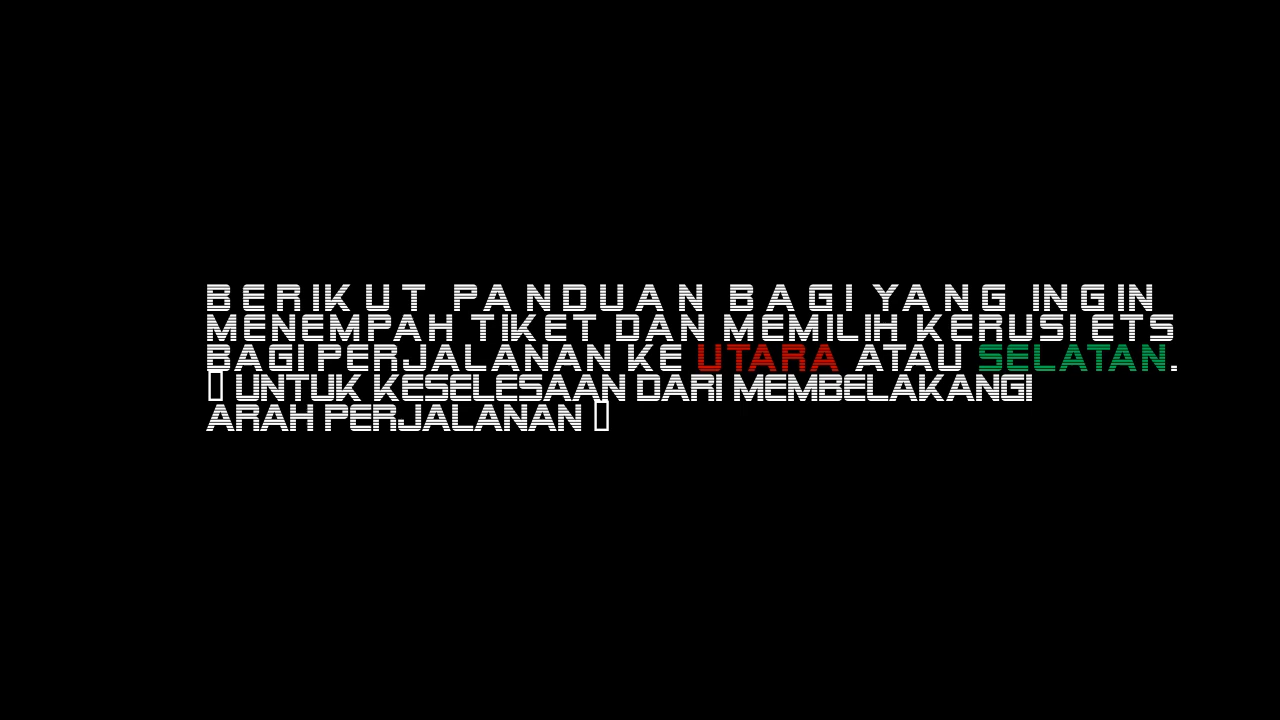 BERIKUT PANDUAN BAGI YANG INGIN
MENEMPAH TIKET DAN MEMILIH KERUSI ETS
BAGI PERJALANAN KE UTARA ATAU SELATAN.
▯ UNTUK KESELESAAN DARI MEMBELAKANGI
ARAH PERJALANAN ▯